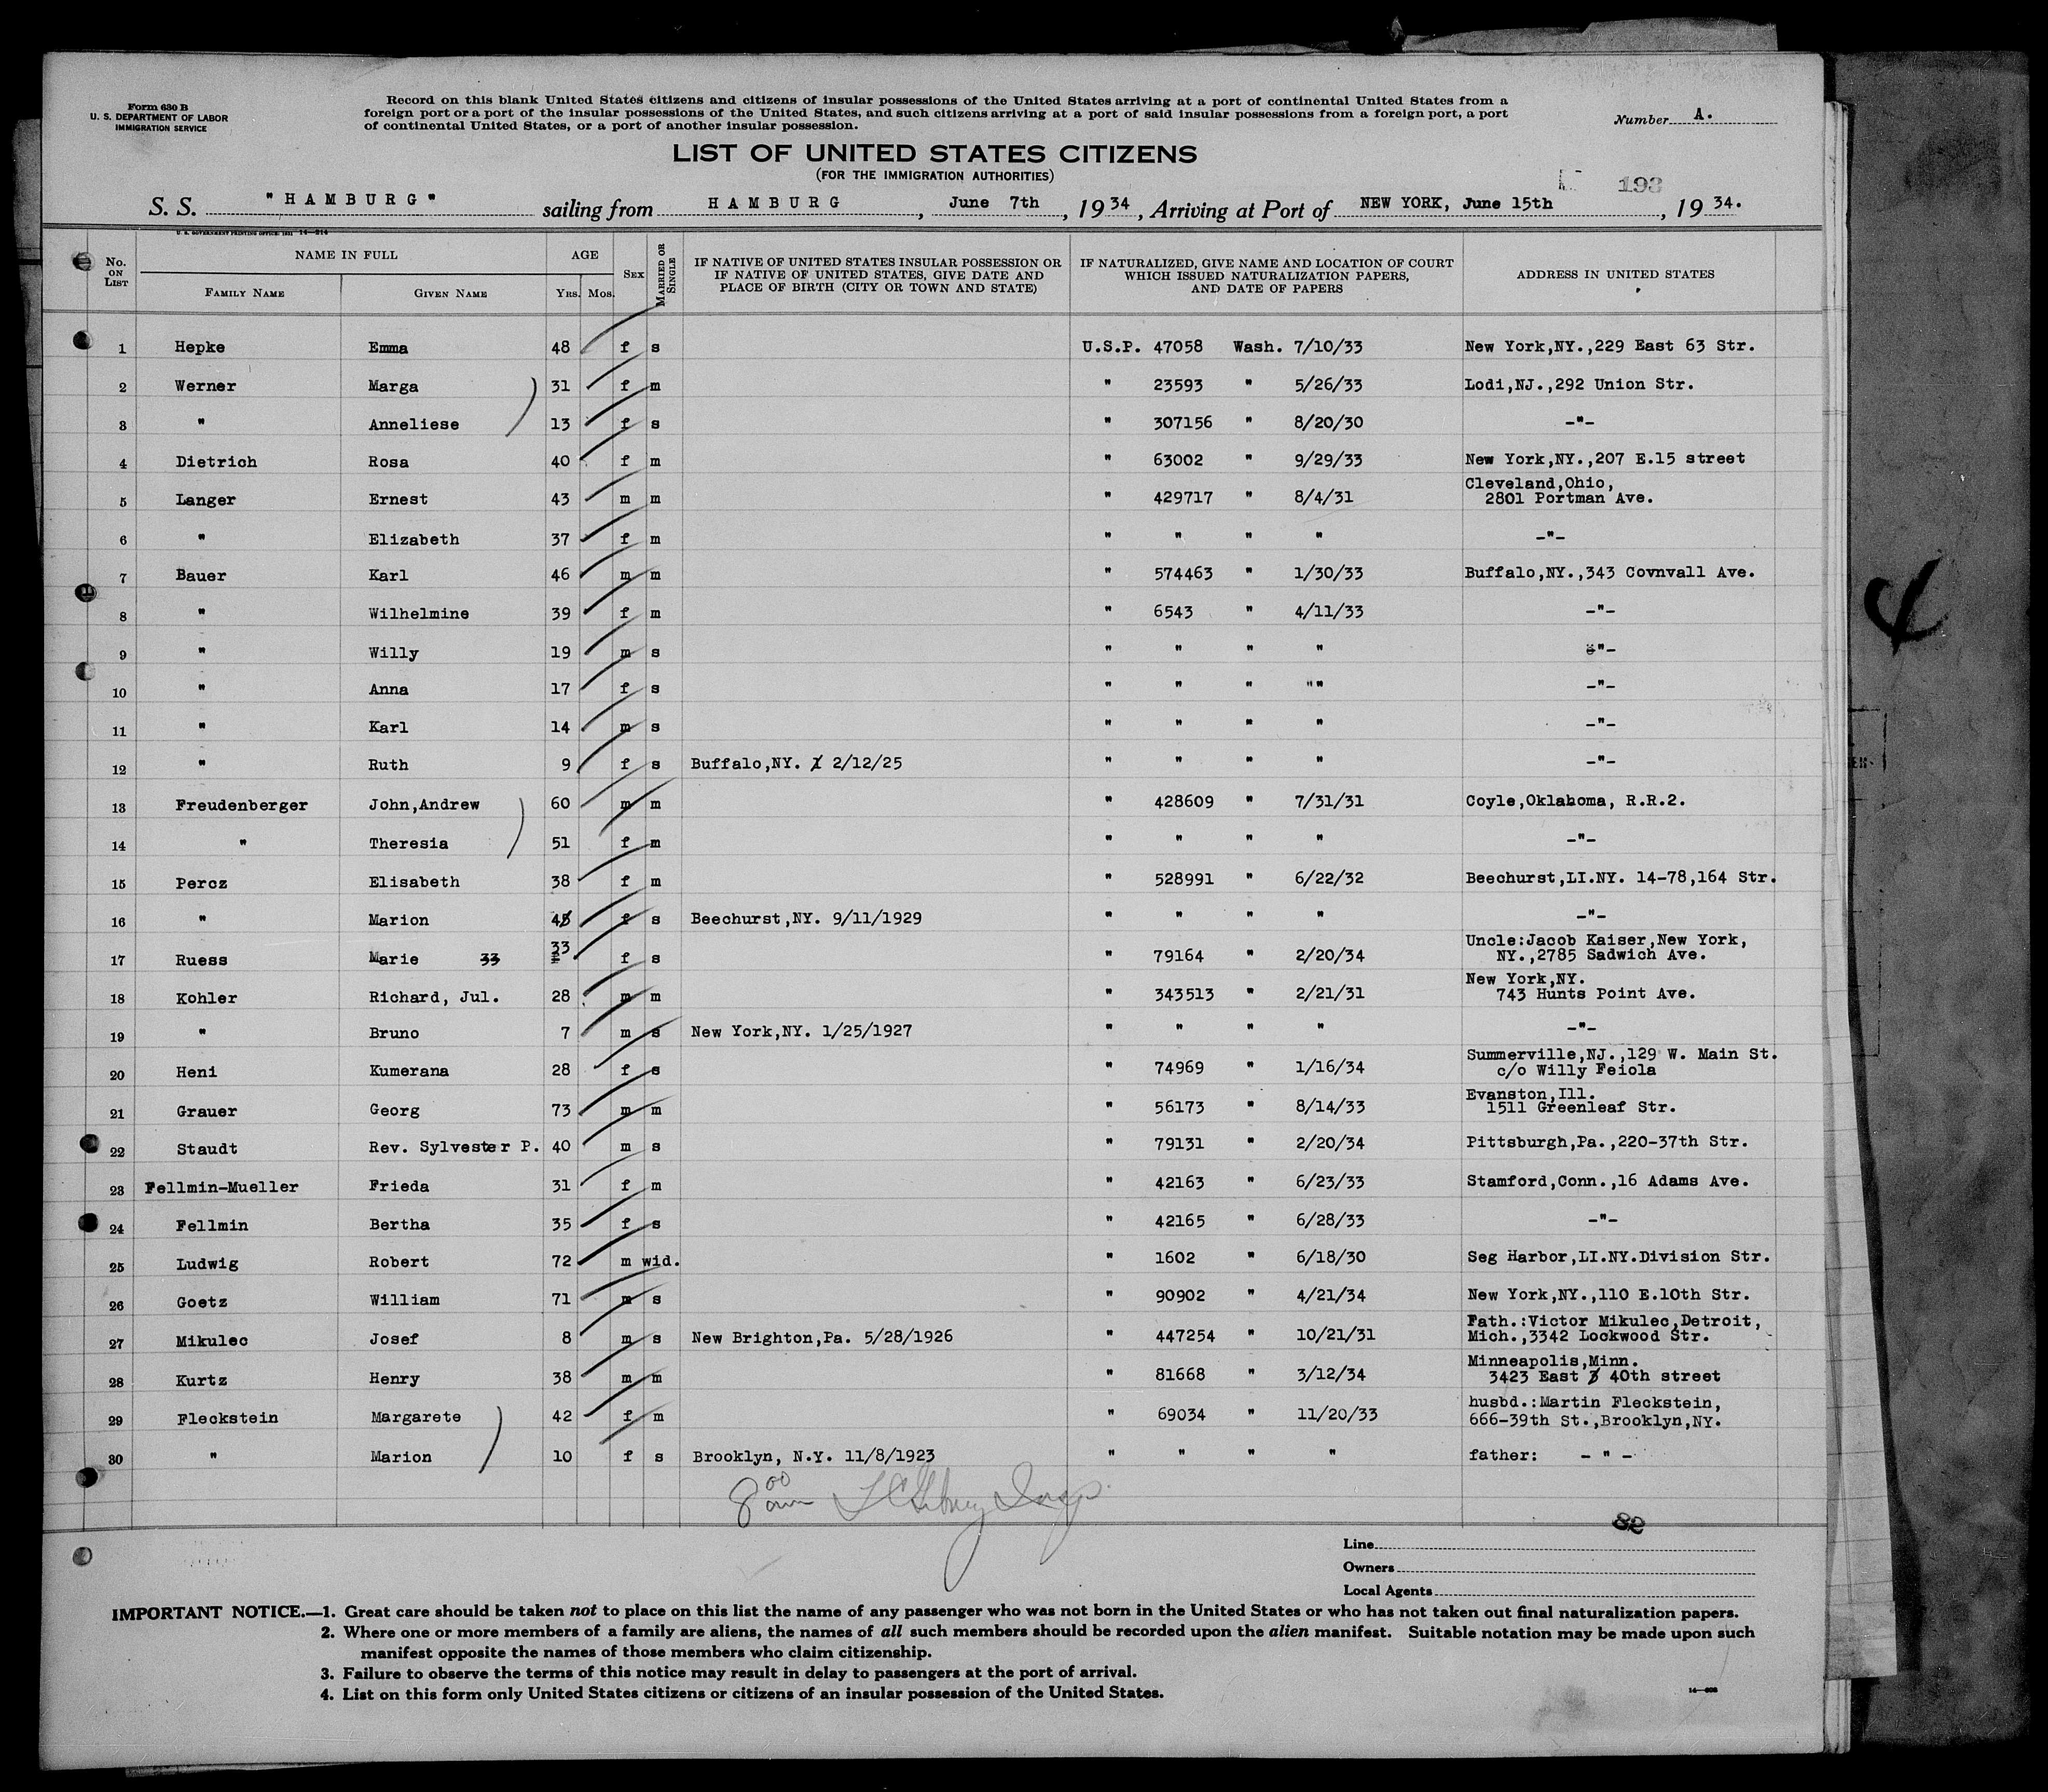 Form 630 B
U. S. DEPARTMENT OF LABOR
IMMIGRATION SERVICE
Record on this blank United States citizens and citizens of insular possessions of the United States arriving at a port of continental United States from a
foreign port or a port of the insular possessions of the United States, and such citizens arriving at a port of said insular possessions from a foreign port, a port
of continental United States, or a port of another insular possession.
Number A.
LIST OF UNITED STATES CITIZENS
(FOR THE IMMIGRATION AUTHORITIES)
193
S. S. "HAMBURG" sailing from HAMBURG, June 7th, 1934, Arriving at Port of NEW YORK, June 15th, 1934.
U. S. GOVERNMENT PRINTING OFFICE: 1931 14—214
No. ON LIST
NAME IN FULL
FAMILY NAME
GIVEN NAME
AGE
YRS. MOS.
SEX
MARRIED OR SINGLE
IF NATIVE OF UNITED STATES INSULAR POSSESSION OR
IF NATIVE OF UNITED STATES, GIVE DATE AND
PLACE OF BIRTH (CITY OR TOWN AND STATE)
IF NATURALIZED, GIVE NAME AND LOCATION OF COURT
WHICH ISSUED NATURALIZATION PAPERS,
AND DATE OF PAPERS
ADDRESS IN UNITED STATES
1 Hepke Emma 48 f s U.S.P. 47058 Wash. 7/10/33 New York,NY.,229 East 63 Str.
2 Werner Marga 31 f m " 23593 " 5/26/33 Lodi,NJ.,292 Union Str.
3 " Anneliese 13 f s " 307156 " 8/20/30 -"-
4 Dietrich Rosa 40 f m " 63002 " 9/29/33 New York,NY.,207 E.15 street
5 Langer Ernest 43 m m " 429717 " 8/4/31 Cleveland,Ohio,
2801 Portman Ave.
6 " Elizabeth 37 f m " " " " -"-
7 Bauer Karl 46 m m " 574463 " 1/30/33 Buffalo,NY.,343 Covnvall Ave.
8 " Wilhelmine 39 f m " 6543 " 4/11/33 -"-
9 " Willy 19 m s " " " " -"-
10 " Anna 17 f s " " " "" -"-
11 " Karl 14 m s " " " " -"-
12 " Ruth 9 f s Buffalo,NY. 2/12/25 " " " " -"-
13 Freudenberger John,Andrew 60 m m " 428609 " 7/31/31 Coyle,Oklahoma, R.R.2.
14 " Theresia 51 f m " " " " -"-
15 Percz Elisabeth 38 f m " 528991 " 6/22/32 Beechurst,LI.NY. 14-78,164 Str.
16 " Marion 4 f s Beechurst,NY. 9/11/1929 " " " " -"-
17 Ruess Marie 33 33 f s " 79164 " 2/20/34 Uncle:Jacob Kaiser,New York,
NY.,2785 Sadwich Ave.
18 Kohler Richard, Jul. 28 m m " 343513 " 2/21/31 New York,NY.
743 Hunts Point Ave.
19 " Bruno 7 m s New York,NY. 1/25/1927 " " " " -"-
20 Heni Kumerana 28 f s " 74969 " 1/16/34 Summerville,NJ.,129 W. Main St.
c/o Willy Feiola
21 Grauer Georg 73 m m " 56173 " 8/14/33 Evanston,Ill.
1511 Greenleaf Str.
22 Staudt Rev. Sylvester P. 40 m s " 79131 " 2/20/34 Pittsburgh,Pa.,220-37th Str.
23 Fellmin-Mueller Frieda 31 f m " 42163 " 6/23/33 Stamford,Conn.,16 Adams Ave.
24 Fellmin Bertha 35 f s " 42165 " 6/28/33 -"-
25 Ludwig Robert 72 m wid. " 1602 " 6/18/30 Seg Harbor,LI.NY.Division Str.
26 Goetz William 71 m s " 90902 " 4/21/34 New York,NY.,110 E.10th Str.
27 Mikulec Josef 8 m s New Brighton,Pa. 5/28/1926 " 447254 " 10/21/31 Fath.:Victor Mikulec,Detroit,
Mich.,3342 Lockwood Str.
28 Kurtz Henry 38 m m " 81668 " 3/12/34 Minneapolis,Minn.
3423 East 40th street
29 Fleckstein Margarete 42 f m " 69034 " 11/20/33 husbd.:Martin Fleckstein,
666-39th St.,Brooklyn,NY.
30 " Marion 10 f s Brooklyn, N.Y. 11/8/1923 " " " " father: - " -
Insp.
82
Line
Owners
Local Agents
IMPORTANT NOTICE.—1. Great care should be taken not to place on this list the name of any passenger who was not born in the United States or who has not taken out final naturalization papers.
2. Where one or more members of a family are aliens, the names of all such members should be recorded upon the alien manifest. Suitable notation may be made upon such
manifest opposite the names of those members who claim citizenship.
3. Failure to observe the terms of this notice may result in delay to passengers at the port of arrival.
4. List on this form only United States citizens or citizens of an insular possession of the United States.